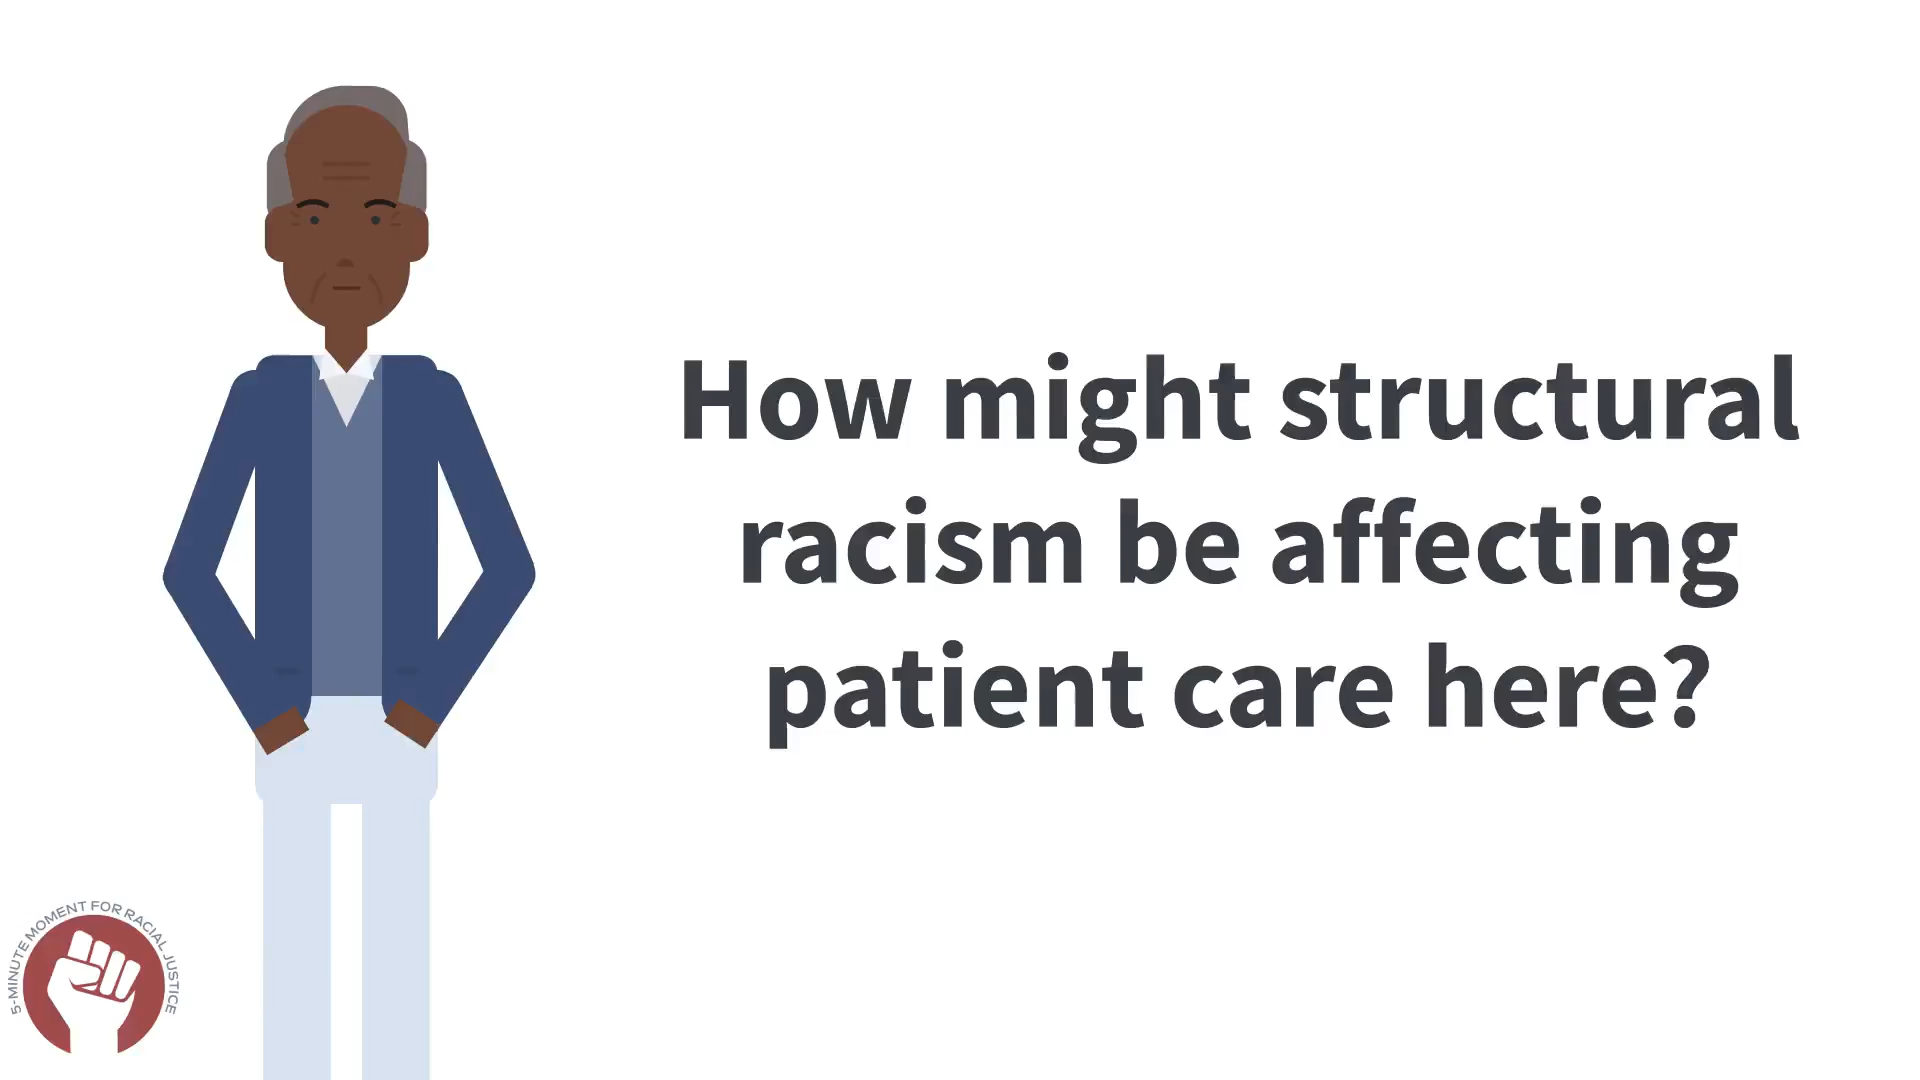 How might structural
racism be affecting
patient care here?
5-MINUTE MOMENT FOR RACIAL JUSTICE